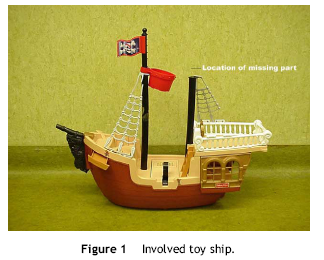 Location of missing part
Figure 1 Involved toy ship.